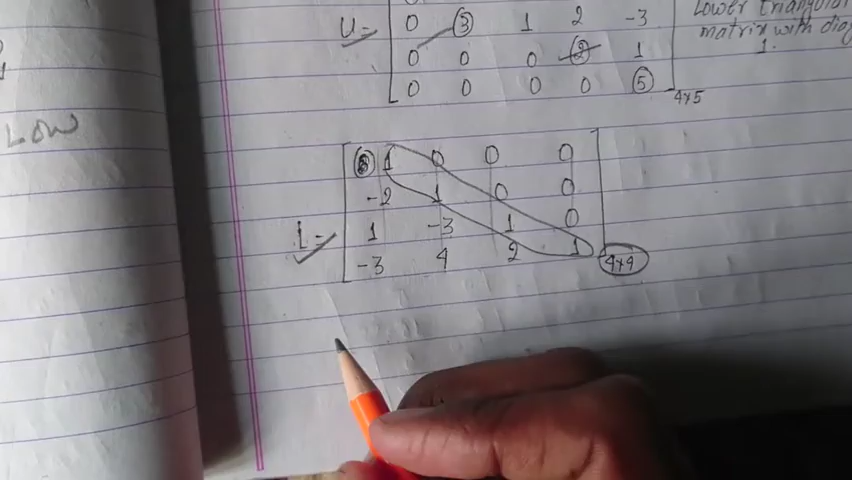 U = 0 3 1 2 -3
0 0 0 2 1
0 0 0 0 5
4x5
Lower triangular
matrix with
1.
LOW
1 0 0 0
-2 1 0 0
L = 1 -3 1 0
-3 4 2 1
4x4